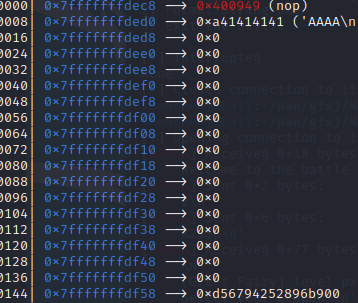 0000| 0x7fffffffdec8 --> 0x400949 (nop)
0008| 0x7fffffffded0 --> 0xa41414141 ('AAAA\n
0016| 0x7fffffffded8 --> 0x0
0024| 0x7fffffffdee0 --> 0x0
0032| 0x7fffffffdee8 --> 0x0
0040| 0x7fffffffdef0 --> 0x0
0048| 0x7fffffffdef8 --> 0x0
0056| 0x7fffffffdf00 --> 0x0
0064| 0x7fffffffdf08 --> 0x0
0072| 0x7fffffffdf10 --> 0x0
0080| 0x7fffffffdf18 --> 0x0
0088| 0x7fffffffdf20 --> 0x0
0096| 0x7fffffffdf28 --> 0x0
0104| 0x7fffffffdf30 --> 0x0
0112| 0x7fffffffdf38 --> 0x0
0120| 0x7fffffffdf40 --> 0x0
0128| 0x7fffffffdf48 --> 0x0
0136| 0x7fffffffdf50 --> 0x0
0144| 0x7fffffffdf58 --> 0xd56794252896b900